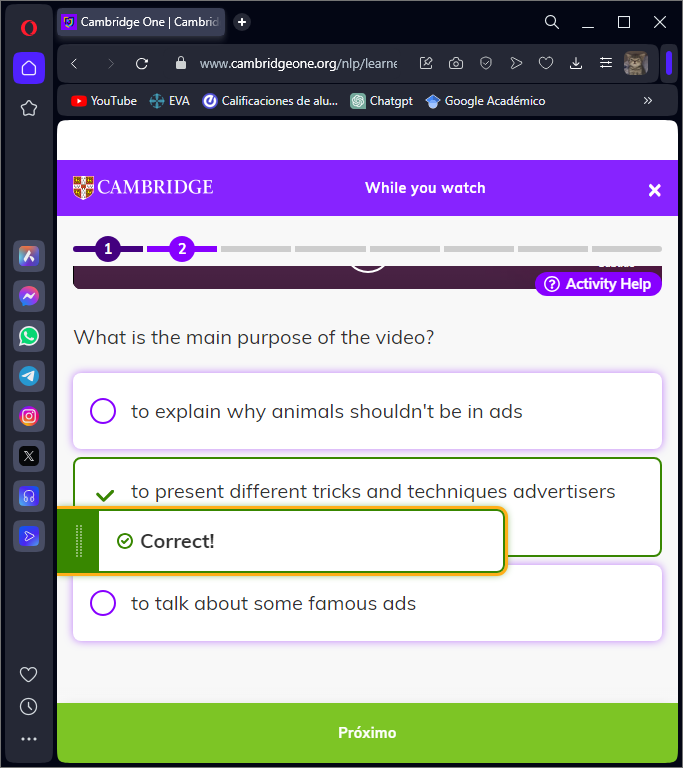 Cambridge One | Cambrid
www.cambridgeone.org/nlp/learne
YouTube EVA Calificaciones de alu... Chatgpt Google Académico
CAMBRIDGE While you watch
1 2
Activity Help
What is the main purpose of the video?
to explain why animals shouldn't be in ads
to present different tricks and techniques advertisers
Correct!
to talk about some famous ads
Próximo